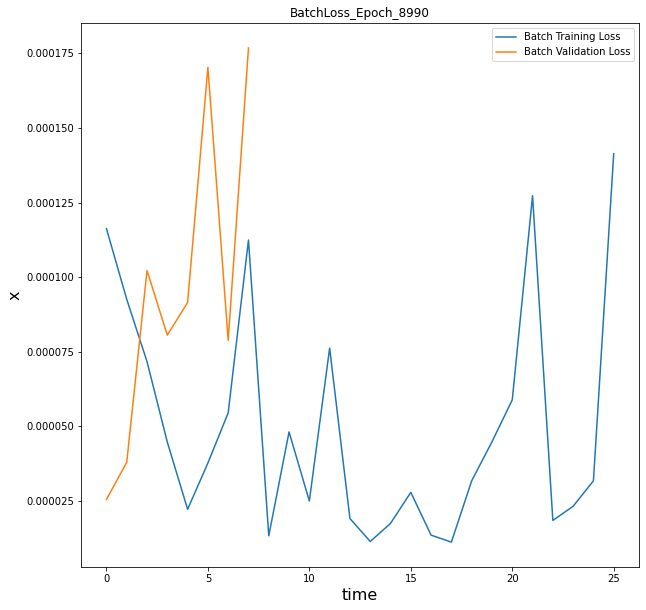 BatchLoss_Epoch_8990
Batch Training Loss
Batch Validation Loss
0.000175
0.000150
0.000125
0.000100
0.000075
0.000050
0.000025
x
0 5 10 15 20 25
time